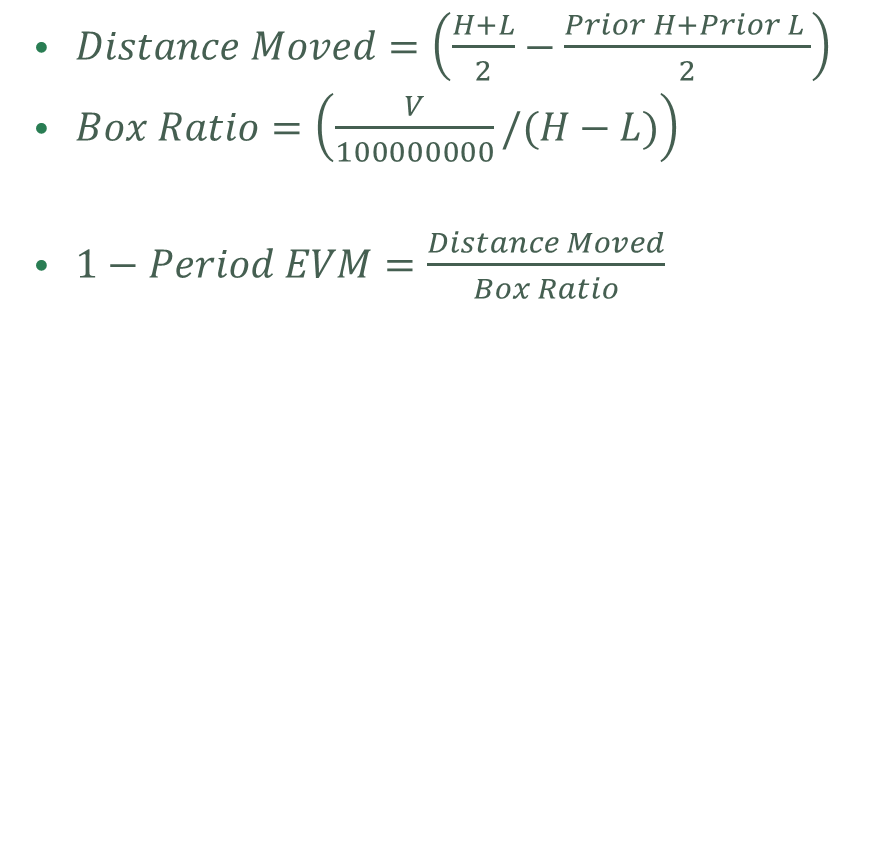 • Distance Moved = (H+L/2 − Prior H+Prior L/2)
• Box Ratio = (V/100000000 /(H − L))
• 1 − Period EVM = Distance Moved/Box Ratio